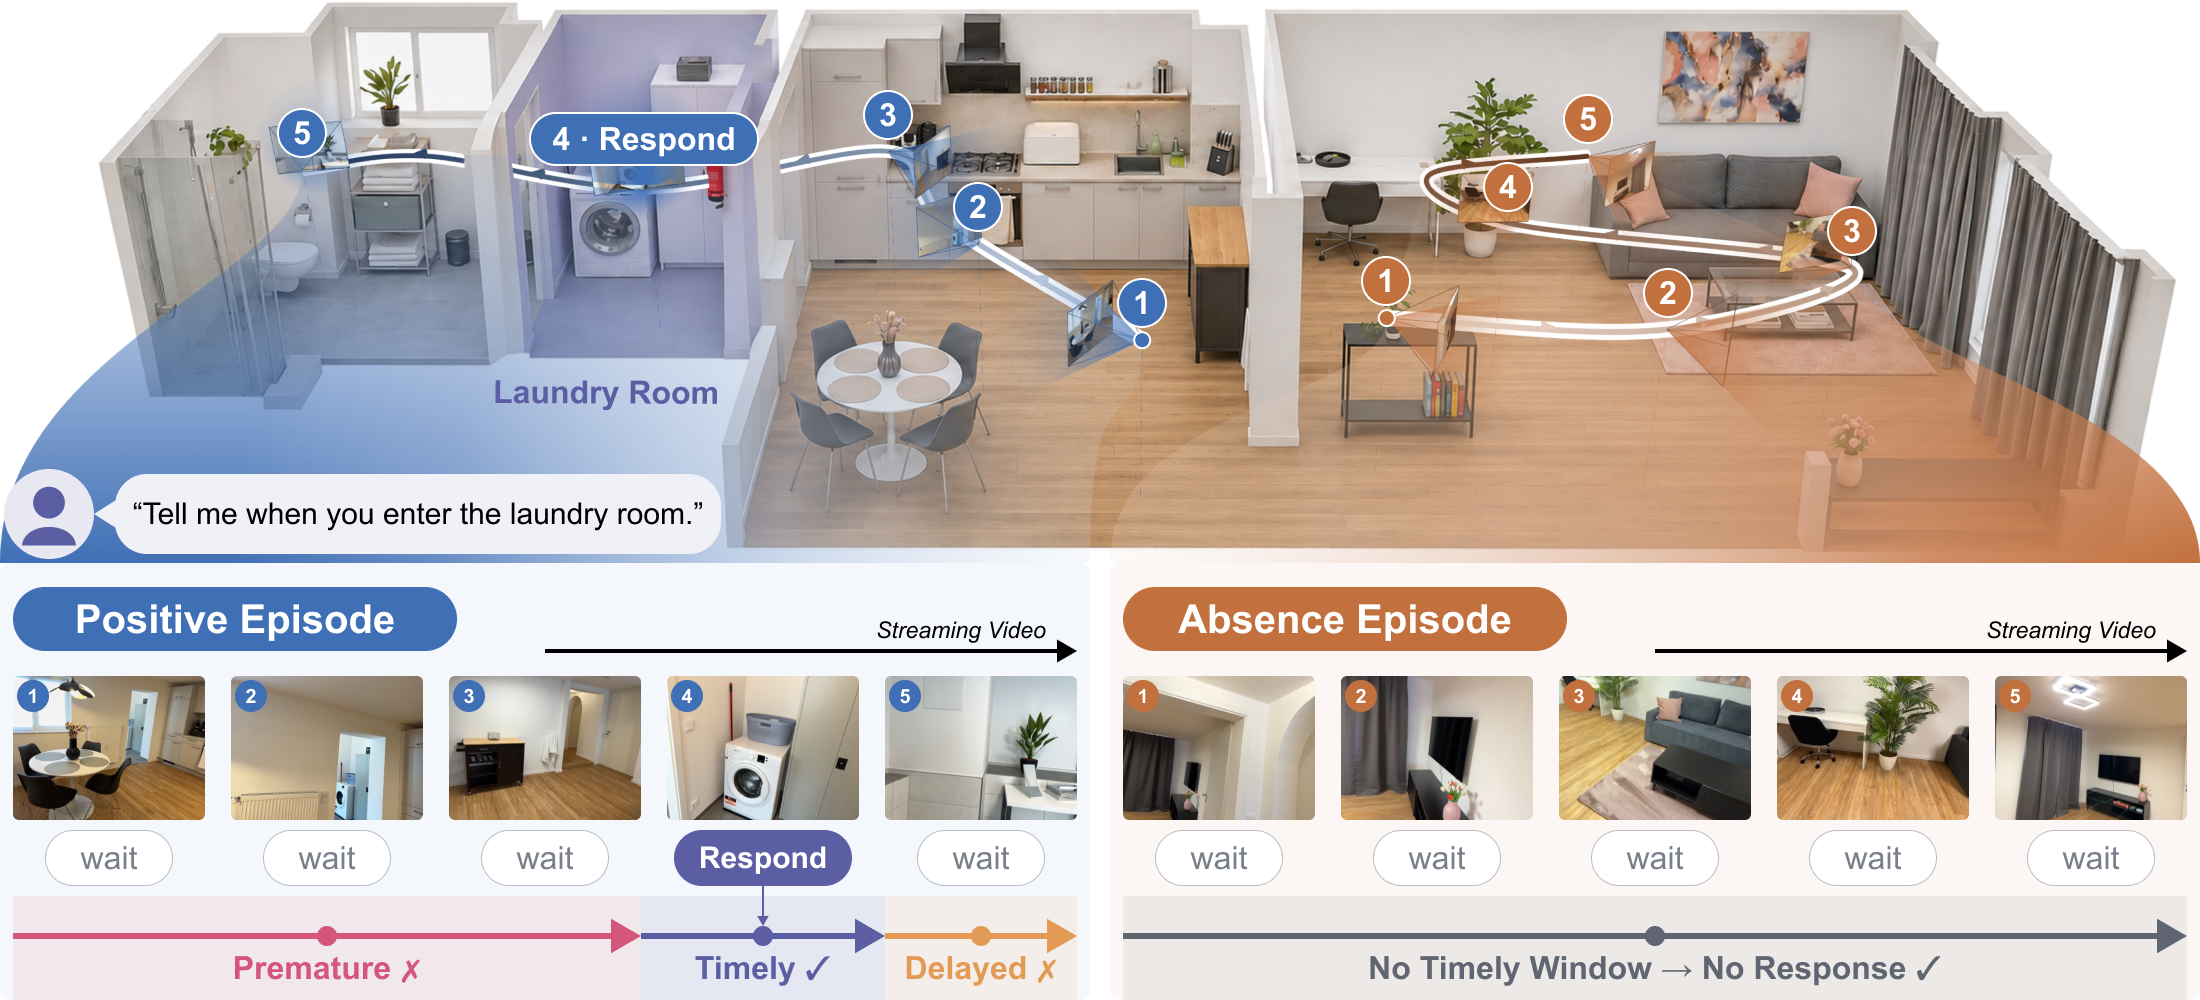 5
4 · Respond
3
2
1
5
4
3
2
1
Laundry Room
“Tell me when you enter the laundry room.”
Positive Episode
Streaming Video
1
2
3
4
5
wait
wait
wait
Respond
wait
Premature ✗
Timely ✓
Delayed ✗
Absence Episode
Streaming Video
1
2
3
4
5
wait
wait
wait
wait
wait
No Timely Window → No Response ✓